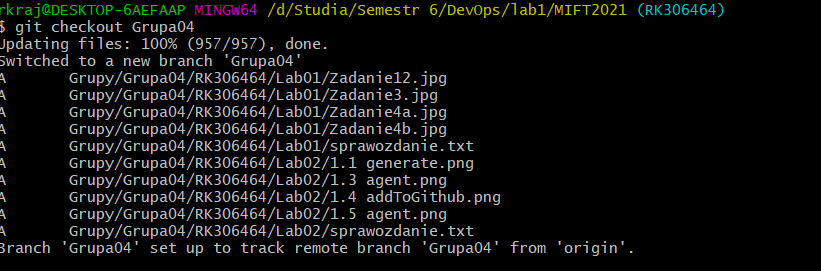 rkraj@DESKTOP-6AEFAAP MINGW64 /d/Studia/Semestr 6/DevOps/lab1/MIFT2021 (RK306464)
$ git checkout Grupa04
Updating files: 100% (957/957), done.
Switched to a new branch 'Grupa04'
A Grupy/Grupa04/RK306464/Lab01/Zadanie12.jpg
A Grupy/Grupa04/RK306464/Lab01/Zadanie3.jpg
A Grupy/Grupa04/RK306464/Lab01/Zadanie4a.jpg
A Grupy/Grupa04/RK306464/Lab01/Zadanie4b.jpg
A Grupy/Grupa04/RK306464/Lab01/sprawozdanie.txt
A Grupy/Grupa04/RK306464/Lab02/1.1 generate.png
A Grupy/Grupa04/RK306464/Lab02/1.3 agent.png
A Grupy/Grupa04/RK306464/Lab02/1.4 addToGithub.png
A Grupy/Grupa04/RK306464/Lab02/1.5 agent.png
A Grupy/Grupa04/RK306464/Lab02/sprawozdanie.txt
Branch 'Grupa04' set up to track remote branch 'Grupa04' from 'origin'.